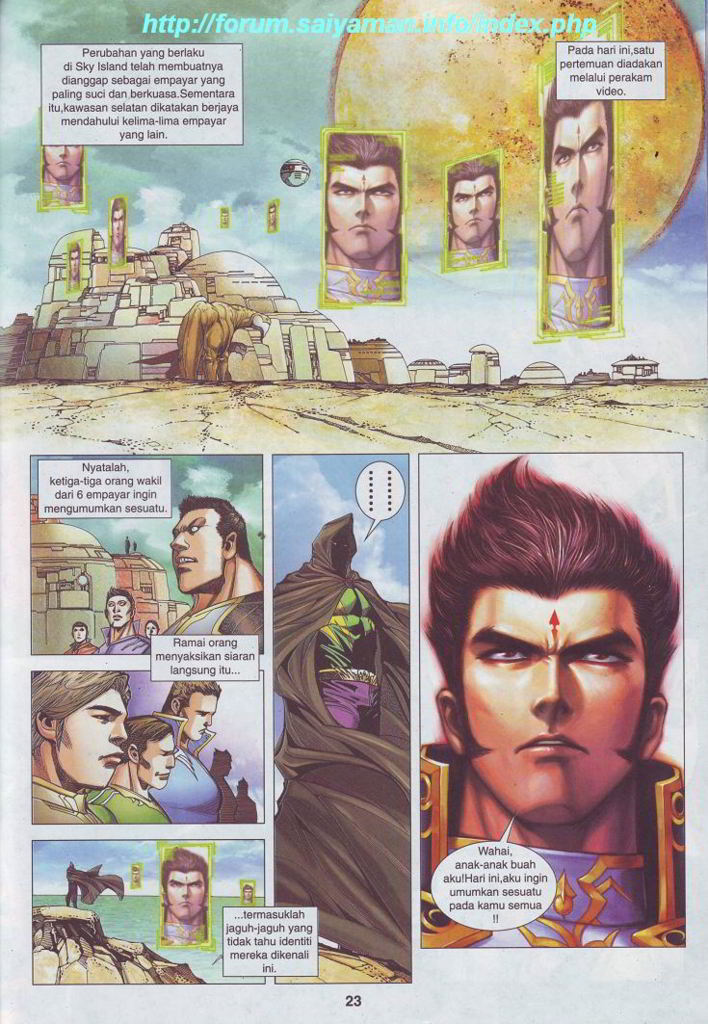 http://forum.saiyaman.info/index.php
Perubahan yang berlaku
di Sky Island telah membuatnya
dianggap sebagai empayar yang
paling suci dan berkuasa.Sementara
itu,kawasan selatan dikatakan berjaya
mendahului kelima-lima empayar
yang lain.
Pada hari ini,satu
pertemuan diadakan
melalui perakam
video.
Nyatalah,
ketiga-tiga orang wakil
dari 6 empayar ingin
mengumumkan sesuatu.
Ramai orang
menyaksikan siaran
langsung itu...
...termasuklah
jaguh-jaguh yang
tidak tahu identiti
mereka dikenali
ini.
Wahai,
anak-anak buah
aku!Hari ini,aku ingin
umumkan sesuatu
pada kamu semua
!!
23